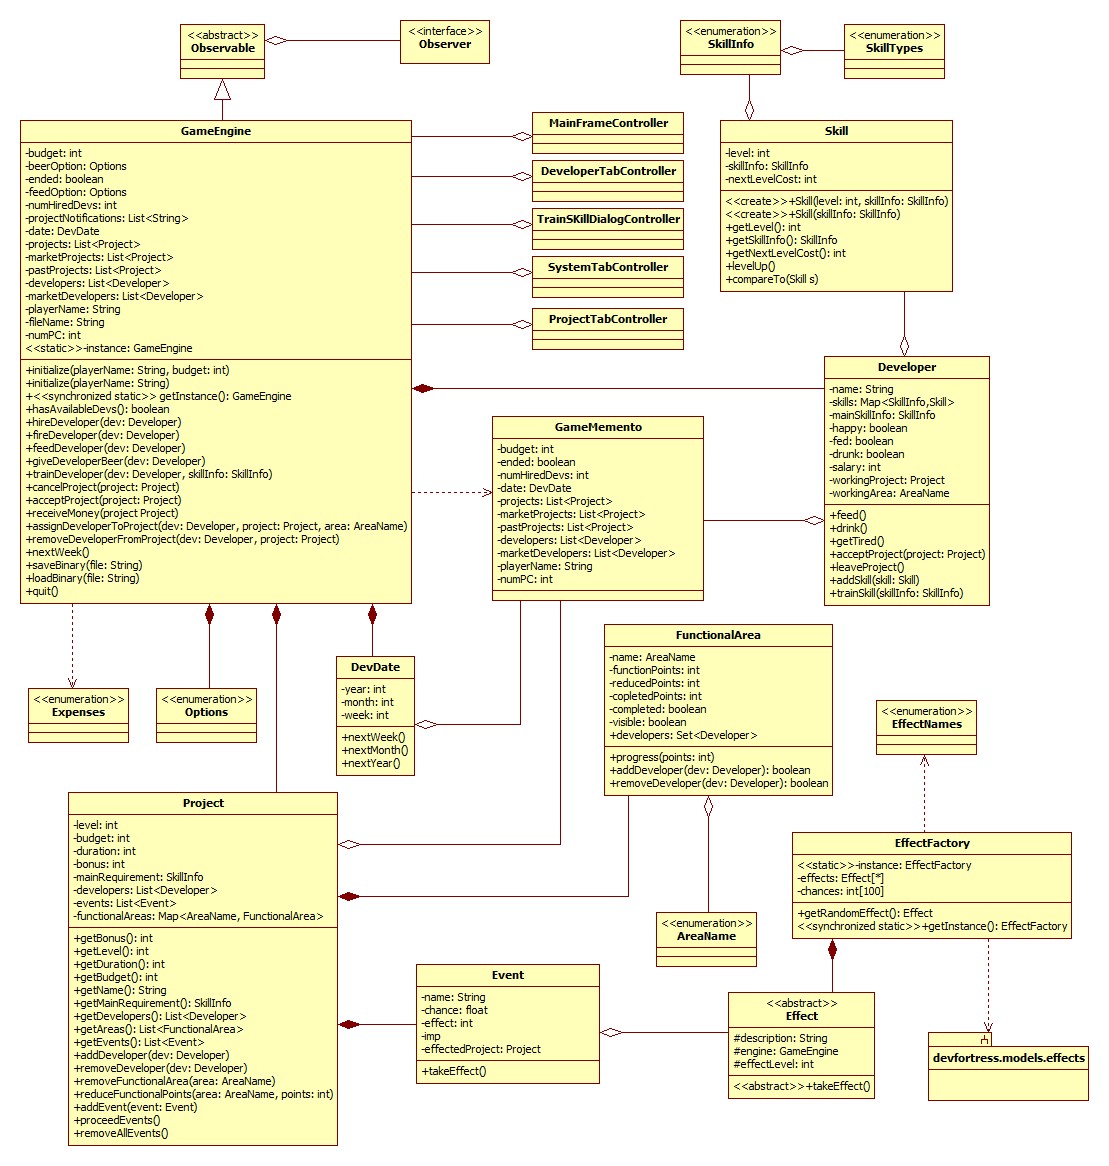 <<abstract>>
Observable
<<interface>>
Observer
<<enumeration>>
SkillInfo
<<enumeration>>
SkillTypes
GameEngine
-budget: int
-beerOption: Options
-ended: boolean
-feedOption: Options
-numHiredDevs: int
-projectNotifications: List<String>
-date: DevDate
-projects: List<Project>
-marketProjects: List<Project>
-pastProjects: List<Project>
-developers: List<Developer>
-marketDevelopers: List<Developer>
-playerName: String
-fileName: String
-numPC: int
<<static>>-instance: GameEngine
+initialize(playerName: String, budget: int)
+initialize(playerName: String)
+<<synchronized static>> getInstance(): GameEngine
+hasAvailableDevs(): boolean
+hireDeveloper(dev: Developer)
+fireDeveloper(dev: Developer)
+feedDeveloper(dev: Developer)
+giveDeveloperBeer(dev: Developer)
+trainDeveloper(dev: Developer, skillInfo: SkillInfo)
+cancelProject(project: Project)
+acceptProject(project: Project)
+receiveMoney(project Project)
+assignDeveloperToProject(dev: Developer, project: Project, area: AreaName)
+removeDeveloperFromProject(dev: Developer, project: Project)
+nextWeek()
+saveBinary(file: String)
+loadBinary(file: String)
+quit()
MainFrameController
DeveloperTabController
TrainSKillDialogController
SystemTabController
ProjectTabController
Skill
-level: int
-skillInfo: SkillInfo
-nextLevelCost: int
<<create>>+Skill(level: int, skillInfo: SkillInfo)
<<create>>+Skill(skillInfo: SkillInfo)
+getLevel(): int
+getSkillInfo(): SkillInfo
+getNextLevelCost(): int
+levelUp()
+compareTo(Skill s)
Developer
-name: String
-skills: Map<SkillInfo,Skill>
-mainSkillInfo: SkillInfo
-happy: boolean
-fed: boolean
-drunk: boolean
-salary: int
-workingProject: Project
-workingArea: AreaName
+feed()
+drink()
+getTired()
+acceptProject(project: Project)
+leaveProject()
+addSkill(skill: Skill)
+trainSkill(skillInfo: SkillInfo)
GameMemento
-budget: int
-ended: boolean
-numHiredDevs: int
-date: DevDate
-projects: List<Project>
-marketProjects: List<Project>
-pastProjects: List<Project>
-developers: List<Developer>
-marketDevelopers: List<Developer>
-playerName: String
-numPC: int
<<enumeration>>
Expenses
<<enumeration>>
Options
DevDate
-year: int
-month: int
-week: int
+nextWeek()
+nextMonth()
+nextYear()
FunctionalArea
-name: AreaName
-functionPoints: int
-reducedPoints: int
-copletedPoints: int
-completed: boolean
-visible: boolean
+developers: Set<Developer>
+progress(points: int)
+addDeveloper(dev: Developer): boolean
+removeDeveloper(dev: Developer): boolean
<<enumeration>>
EffectNames
Project
-level: int
-budget: int
-duration: int
-bonus: int
-mainRequirement: SkillInfo
-developers: List<Developer>
-events: List<Event>
-functionalAreas: Map<AreaName, FunctionalArea>
+getBonus(): int
+getLevel(): int
+getDuration(): int
+getBudget(): int
+getName(): String
+getMainRequirement(): SkillInfo
+getDevelopers(): List<Developer>
+getAreas(): List<FunctionalArea>
+getEvents(): List<Event>
+addDeveloper(dev: Developer)
+removeDeveloper(dev: Developer)
+removeFunctionalArea(area: AreaName)
+reduceFunctionalPoints(area: AreaName, points: int)
+addEvent(event: Event)
+proceedEvents()
+removeAllEvents()
EffectFactory
<<static>>-instance: EffectFactory
-effects: Effect[*]
-chances: int[100]
+getRandomEffect(): Effect
<<synchronized static>>+getInstance(): EffectFactory
<<enumeration>>
AreaName
Event
-name: String
-chance: float
-effect: int
-imp
-effectedProject: Project
+takeEffect()
<<abstract>>
Effect
#description: String
#engine: GameEngine
#effectLevel: int
<<abstract>>+takeEffect()
devfortress.models.effects